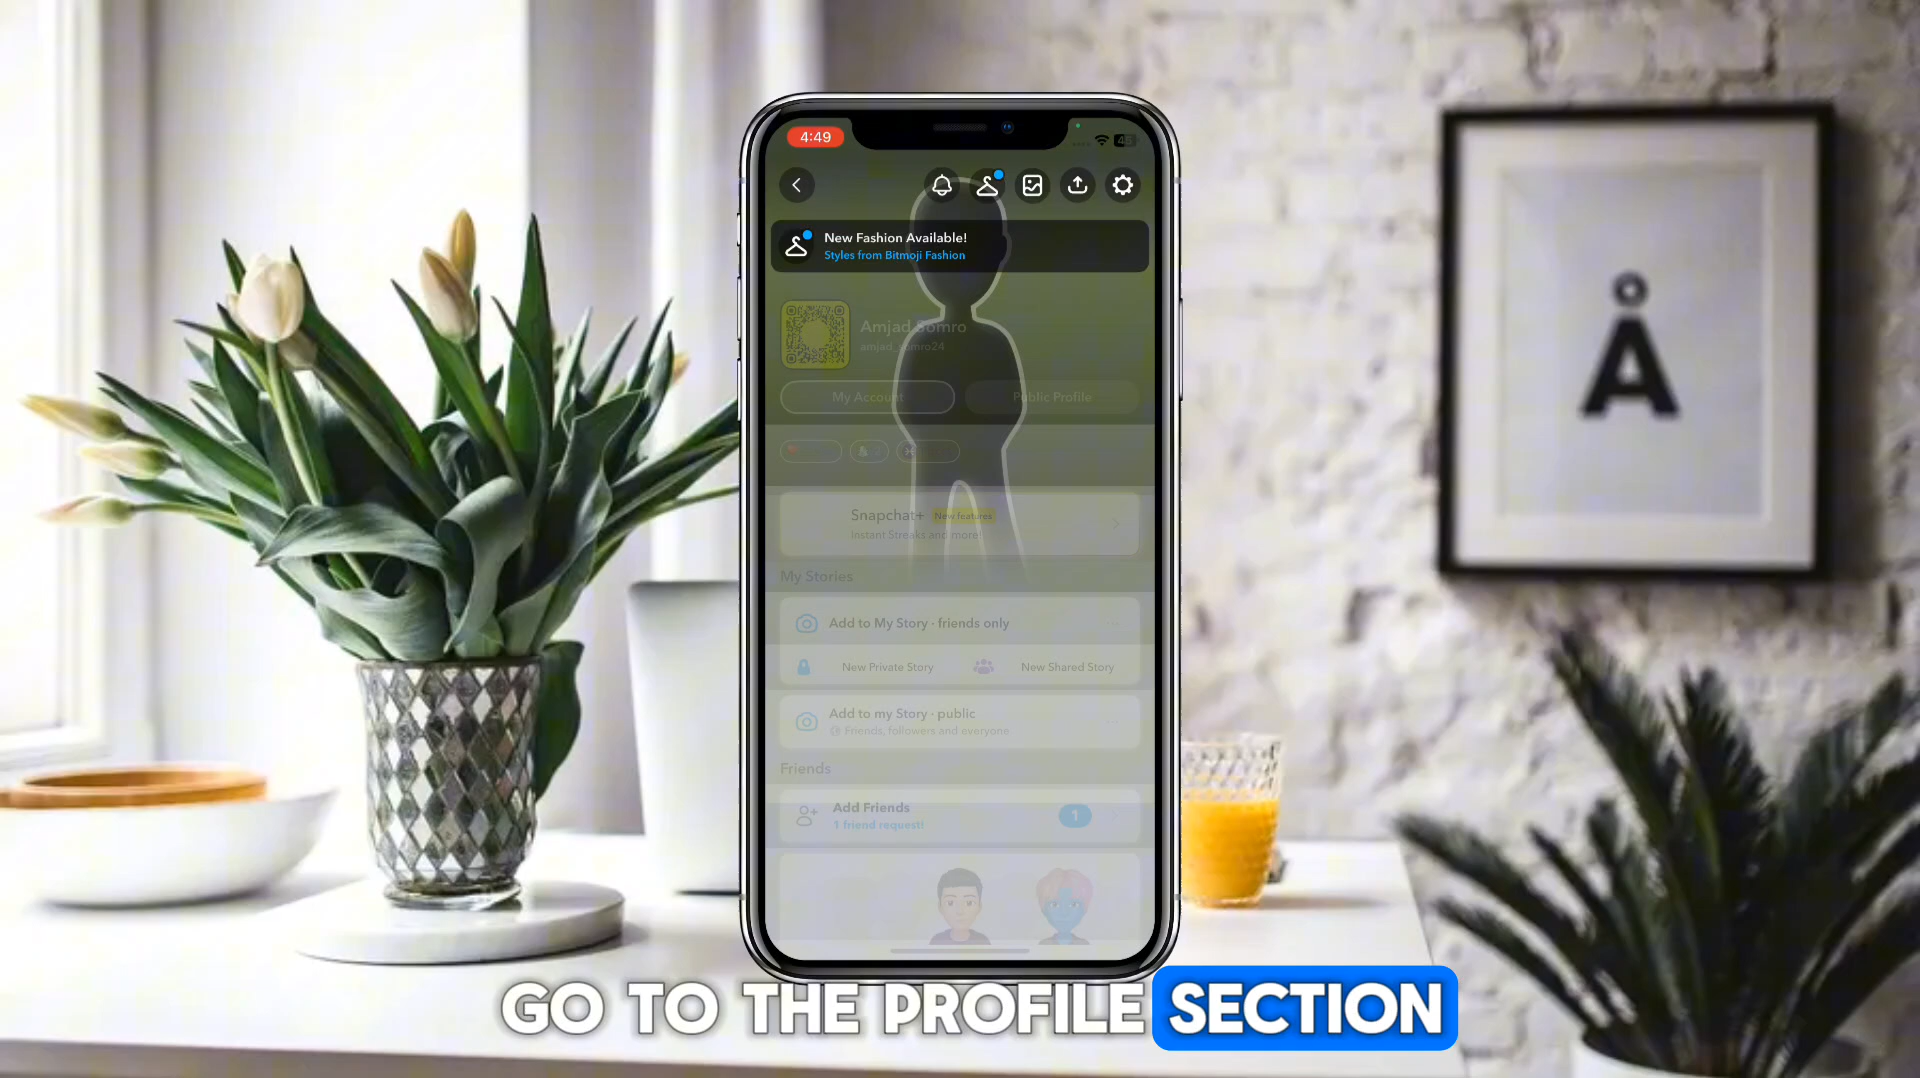 4:49
45
New Fashion Available!
Styles from Bitmoji Fashion
Amjad Somro
amjad_somro24
My Account
Public Profile
2
Snapchat+ New features
Instant Streaks and more!
My Stories
Add to My Story · friends only
New Private Story
New Shared Story
Add to my Story · public
Friends, followers and everyone
Friends
Add Friends
1 friend request!
1
Å
GO TO THE PROFILE SECTION